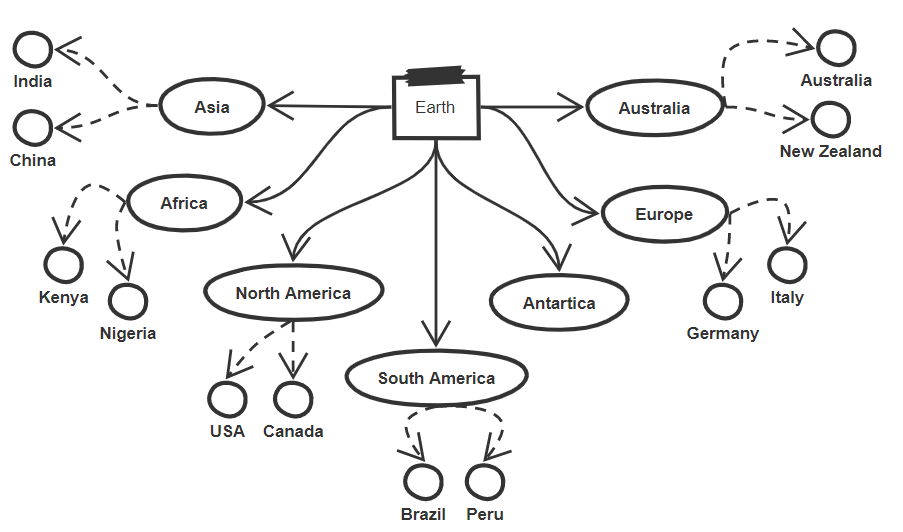 Earth
Asia
India
China
Africa
Kenya
Nigeria
North America
USA
Canada
South America
Brazil
Peru
Antartica
Europe
Germany
Italy
Australia
Australia
New Zealand